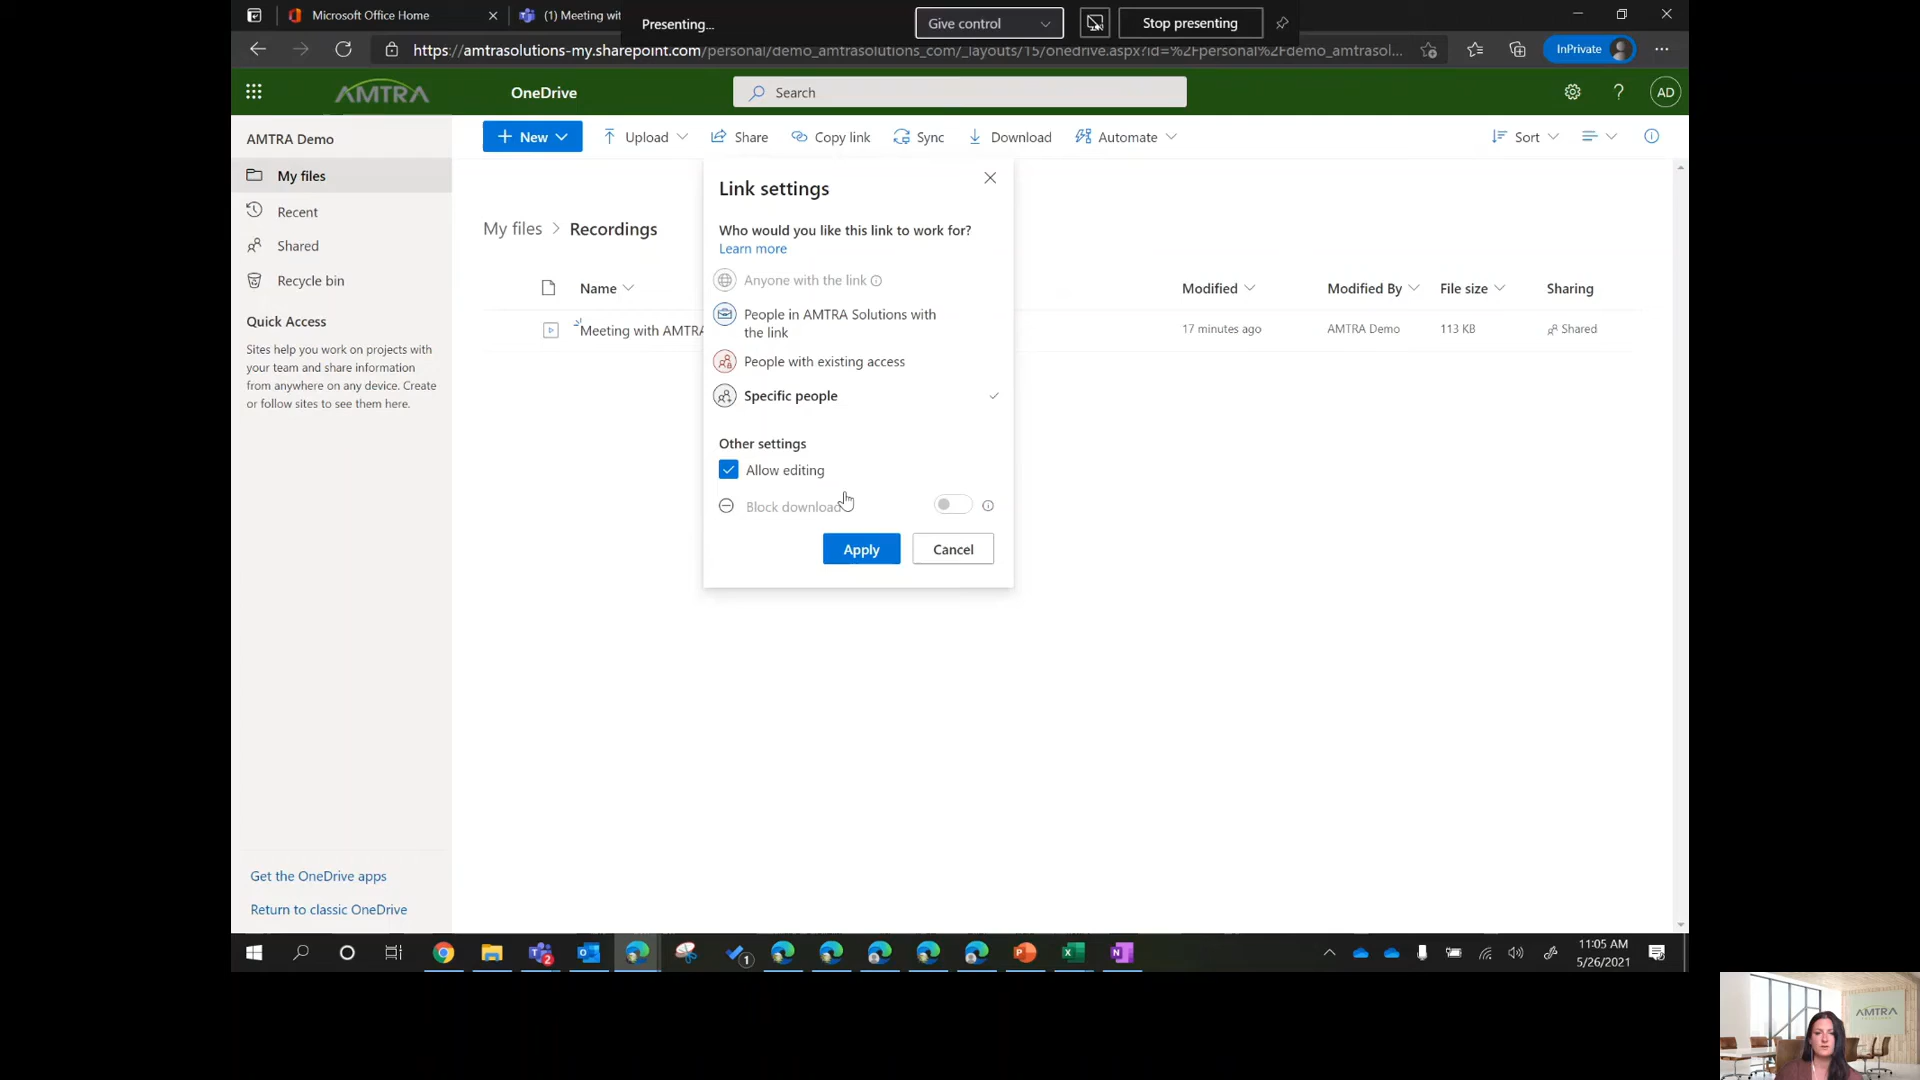 Microsoft Office Home
(1) Meeting wit
Presenting...
Give control
Stop presenting
https://amtrasolutions-my.sharepoint.com/personal/demo_amtrasolutions_com/_layouts/15/onedrive.aspx?id=%2Fpersonal%2Fdemo_amtrasol...
InPrivate
AMTRA
OneDrive
Search
?
AD
AMTRA Demo
My files
Recent
Shared
Recycle bin
Quick Access
Sites help you work on projects with
your team and share information
from anywhere on any device. Create
or follow sites to see them here.
Get the OneDrive apps
Return to classic OneDrive
New
Upload
Share
Copy link
Sync
Download
Automate
Sort
My files > Recordings
Name
Modified
Modified By
File size
Sharing
Meeting with AMTRA
17 minutes ago
AMTRA Demo
113 KB
Shared
Link settings
Who would you like this link to work for?
Learn more
Anyone with the link
People in AMTRA Solutions with
the link
People with existing access
Specific people
Other settings
Allow editing
Block download
Apply
Cancel
2
1
11:05 AM
5/26/2021
AMTRA